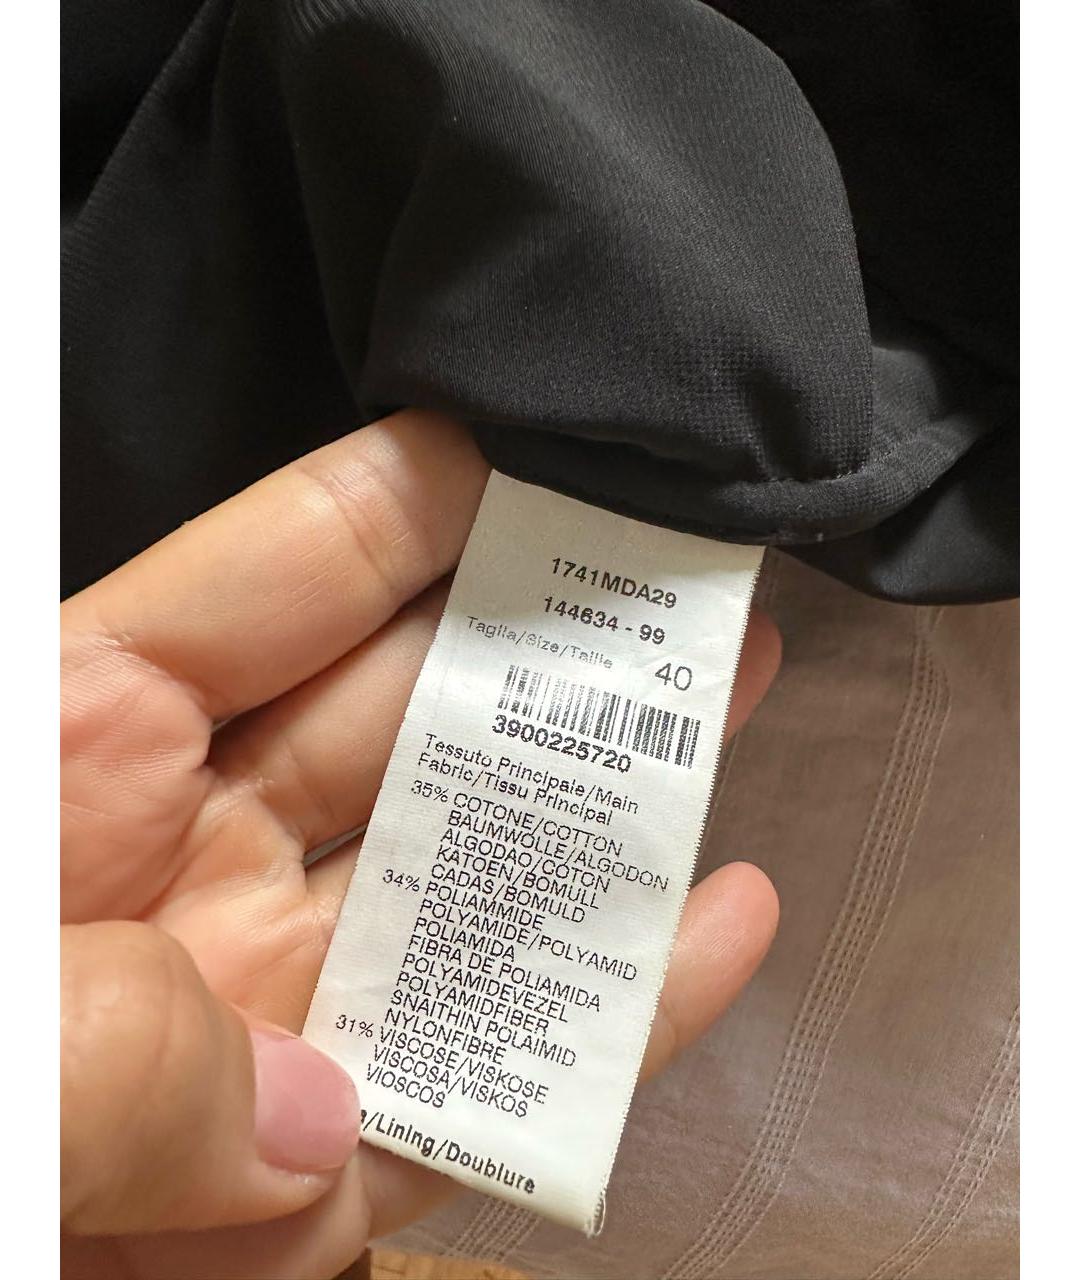 1741MDA29
144634 - 99
Taglia/Size/Taille 40
3900225720
Tessuto Principale/Main
Fabric/Tissu Principal
35% COTONE/COTTON
BAUMWOLLE/ALGODON
ALGODAO/COTON
KATOEN/BOMULL
CADAS/BOMULD
34% POLIAMMIDE
POLYAMIDE/POLYAMID
POLIAMIDA
FIBRA DE POLIAMIDA
POLYAMIDEVEZEL
POLYAMIDFIBER
SNAITHIN POLAIMID
NYLONFIBRE
31% VISCOSE/VISKOSE
VISCOSA/VISKOS
VIOSCOS
/Lining/Doublure